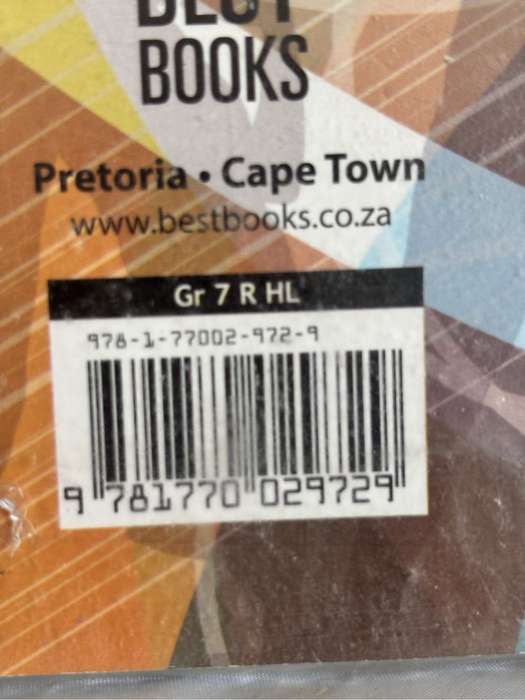 BEST
BOOKS
Pretoria • Cape Town
www.bestbooks.co.za
Gr 7 R HL
978-1-77002-972-9
9 781770 029729